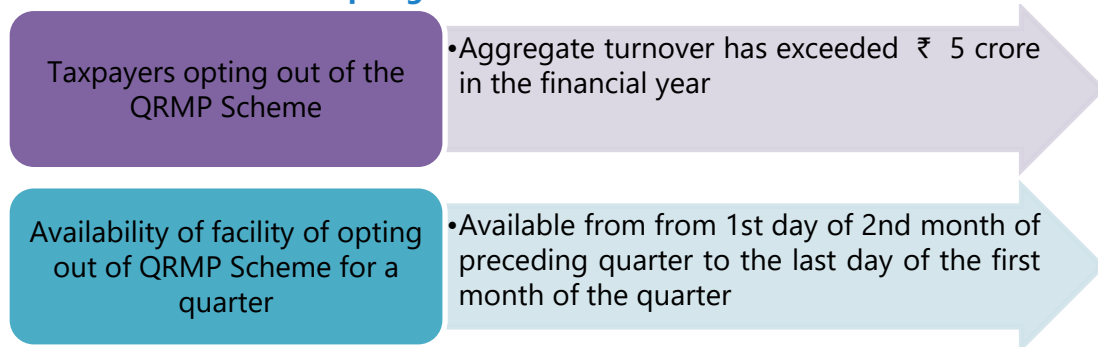 Taxpayers opting out of the
QRMP Scheme
•Aggregate turnover has exceeded ₹ 5 crore
in the financial year
Availability of facility of opting
out of QRMP Scheme for a
quarter
•Available from from 1st day of 2nd month of
preceding quarter to the last day of the first
month of the quarter